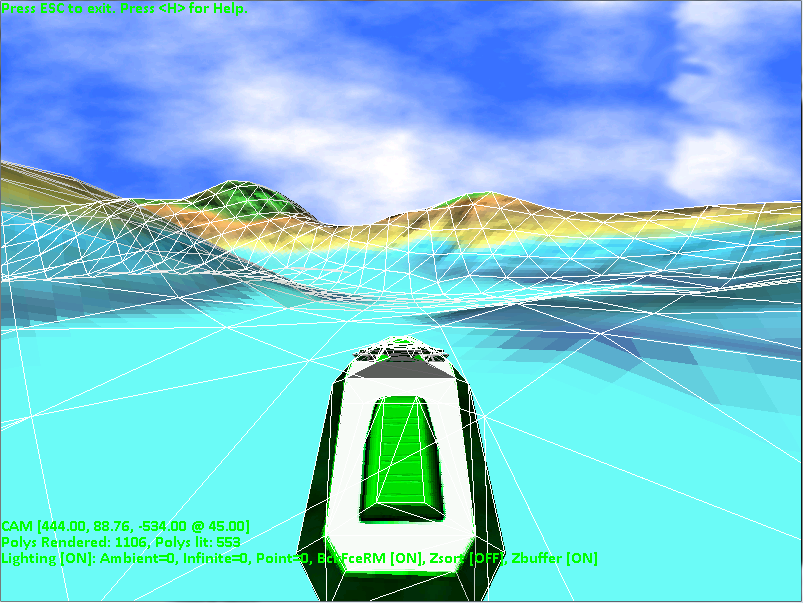 Press ESC to exit. Press <H> for Help.
CAM [444.00, 88.76, -534.00 @ 45.00]
Polys Rendered: 1106, Polys lit: 553
Lighting [ON]: Ambient=0, Infinite=0, Point=0, BckFceRM [ON], Zsort [OFF], Zbuffer [ON]